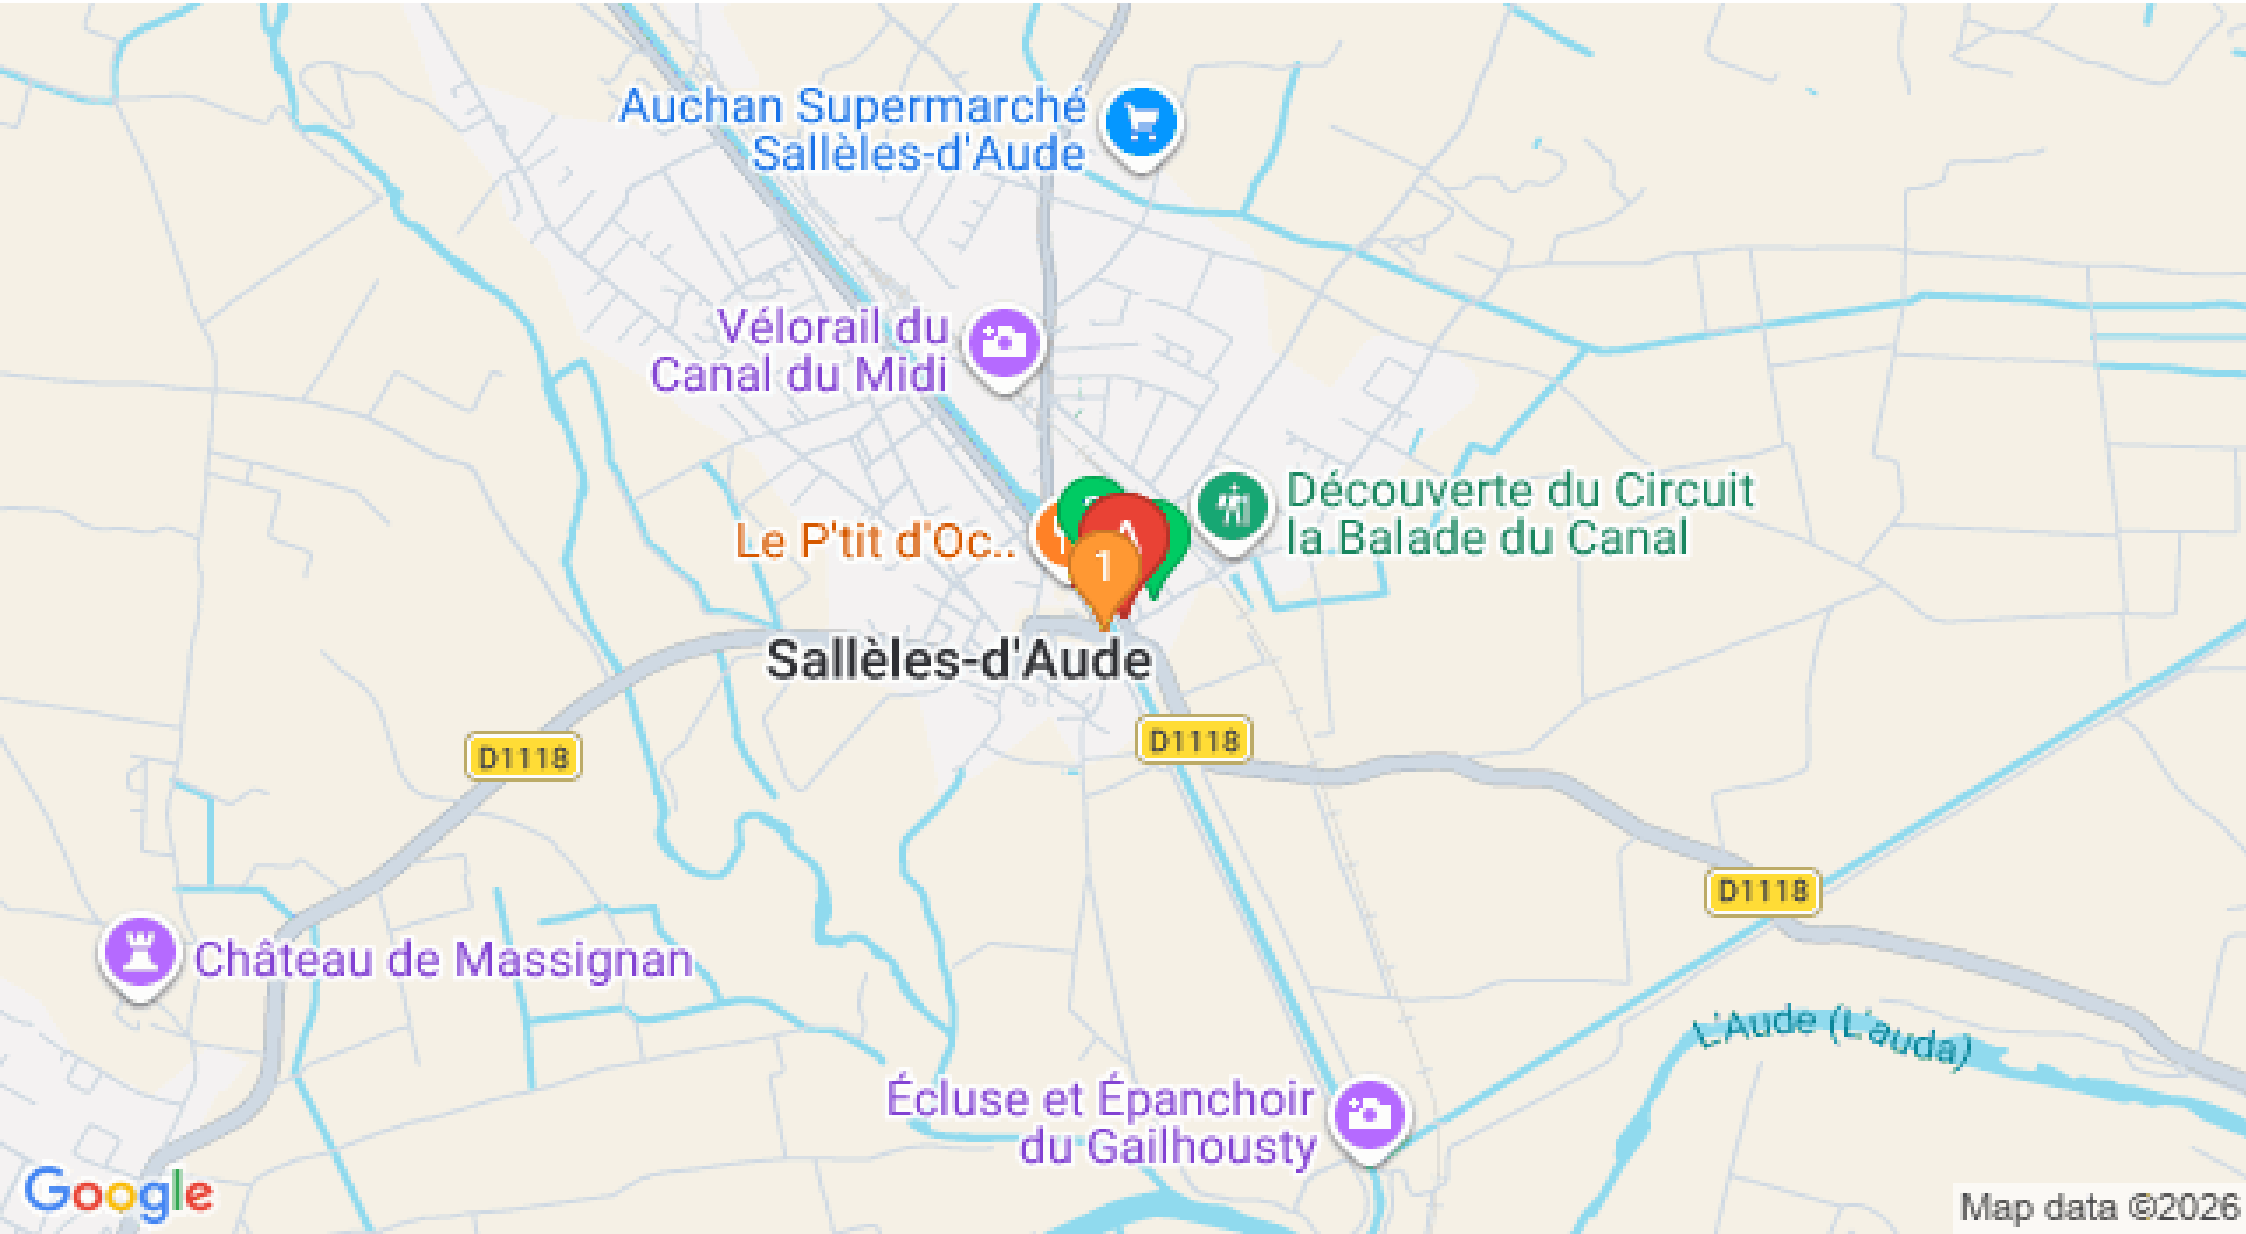 Auchan Supermarché
Sallèles-d'Aude
Vélorail du
Canal du Midi
Découverte du Circuit
la Balade du Canal
Le P'tit d'Oc..
A
1
Sallèles-d'Aude
D1118
D1118
D1118
Château de Massignan
L'Aude (L'auda)
Écluse et Épanchoir
du Gailhousty
Google
Map data ©2026